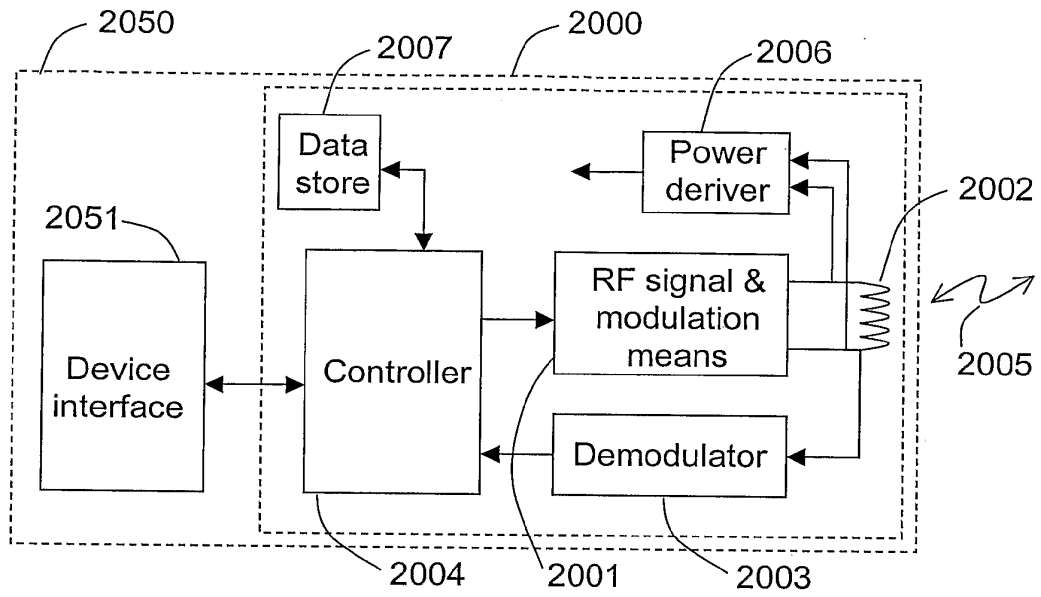 2050
2007
2000
2006
Data
store
Power
deriver
2002
2051
Device
interface
Controller
RF signal &
modulation
means
2005
Demodulator
2004
2001
2003